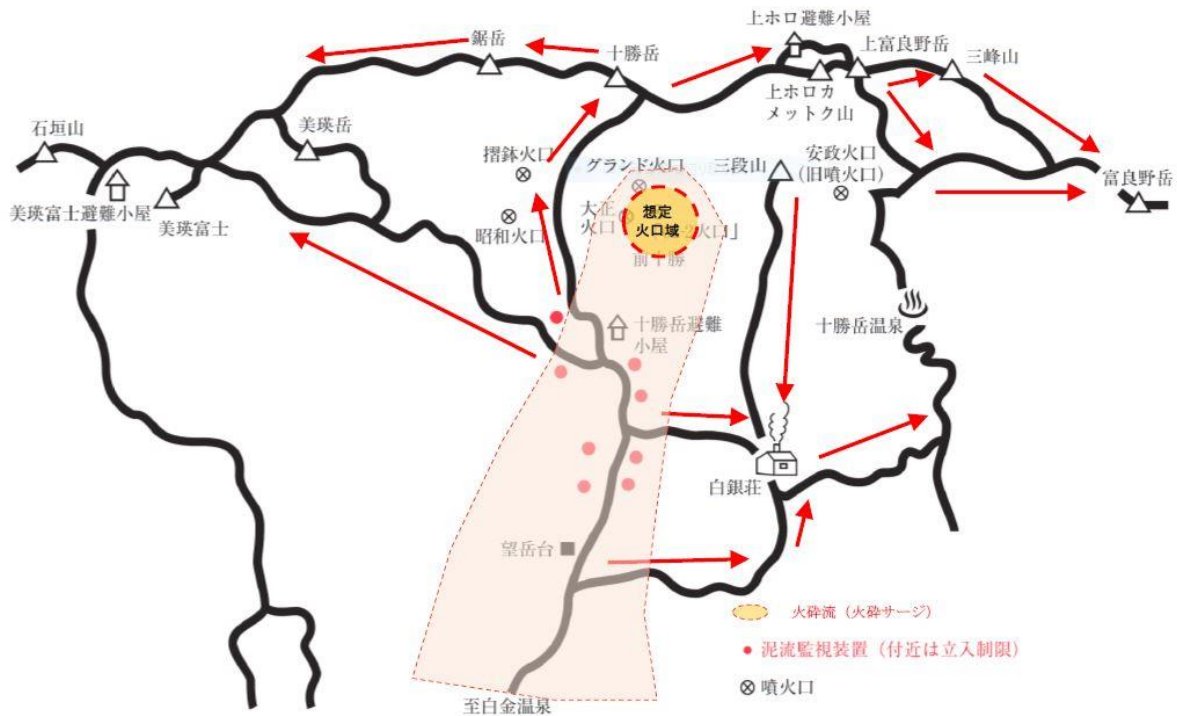 上ホロ避難小屋
鋸岳
十勝岳
上富良野岳
三峰山
上ホロカ
メットク山
石垣山
美瑛岳
摺鉢火口
グランド火口
三段山
安政火口
(旧噴火口)
富良野岳
美瑛富士避難小屋
美瑛富士
昭和火口
大正
火口
想定
火口域
火口」
前十勝
十勝岳避難
小屋
十勝岳温泉
白銀荘
望岳台
火砕流（火砕サージ）
泥流監視装置（付近は立入制限）
噴火口
至白金温泉